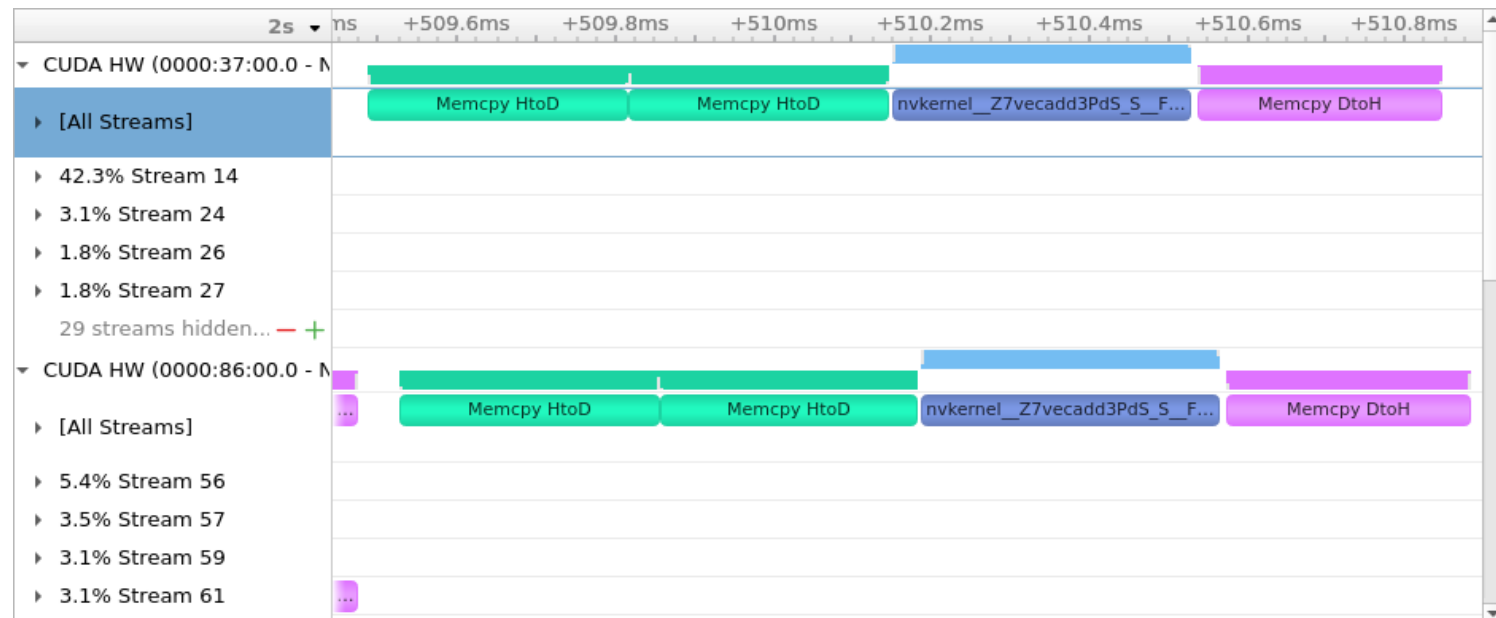 2s ms +509.6ms +509.8ms +510ms +510.2ms +510.4ms +510.6ms +510.8ms
CUDA HW (0000:37:00.0 - N
[All Streams] Memcpy HtoD Memcpy HtoD nvkernel__Z7vecadd3PdS_S__F... Memcpy DtoH
42.3% Stream 14
3.1% Stream 24
1.8% Stream 26
1.8% Stream 27
29 streams hidden... − +
CUDA HW (0000:86:00.0 - N
[All Streams] ... Memcpy HtoD Memcpy HtoD nvkernel__Z7vecadd3PdS_S__F... Memcpy DtoH
5.4% Stream 56
3.5% Stream 57
3.1% Stream 59
3.1% Stream 61 ...